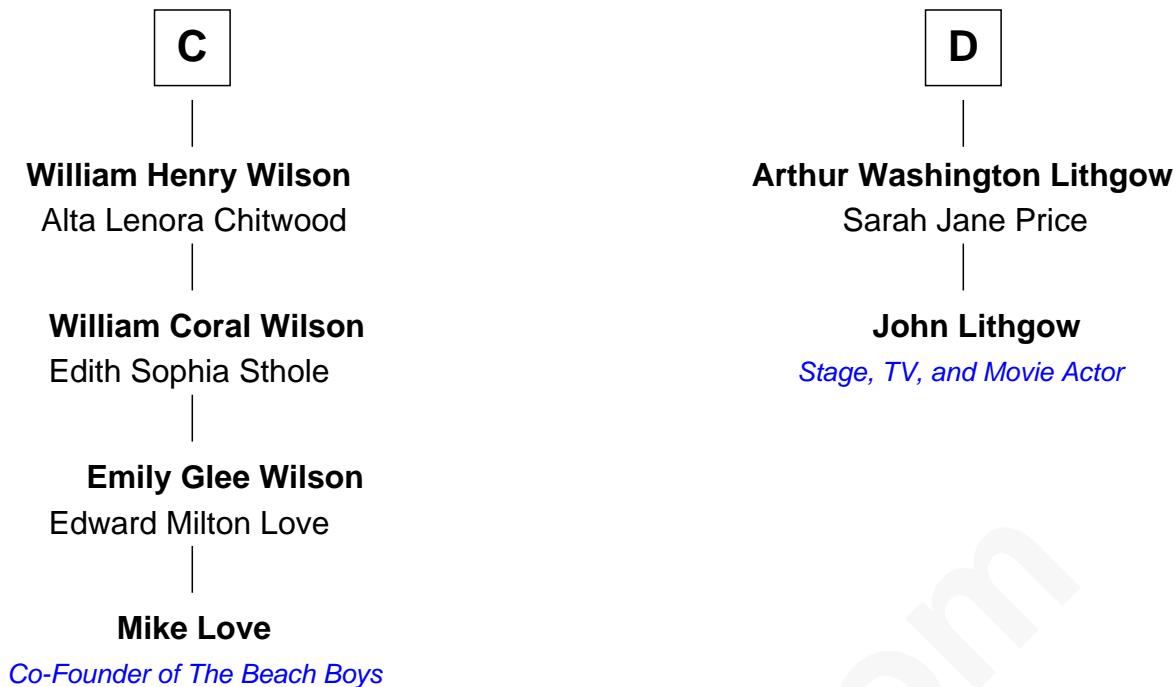 C
William Henry Wilson
Alta Lenora Chitwood
William Coral Wilson
Edith Sophia Sthole
Emily Glee Wilson
Edward Milton Love
Mike Love
Co-Founder of The Beach Boys
D
Arthur Washington Lithgow
Sarah Jane Price
John Lithgow
Stage, TV, and Movie Actor
om